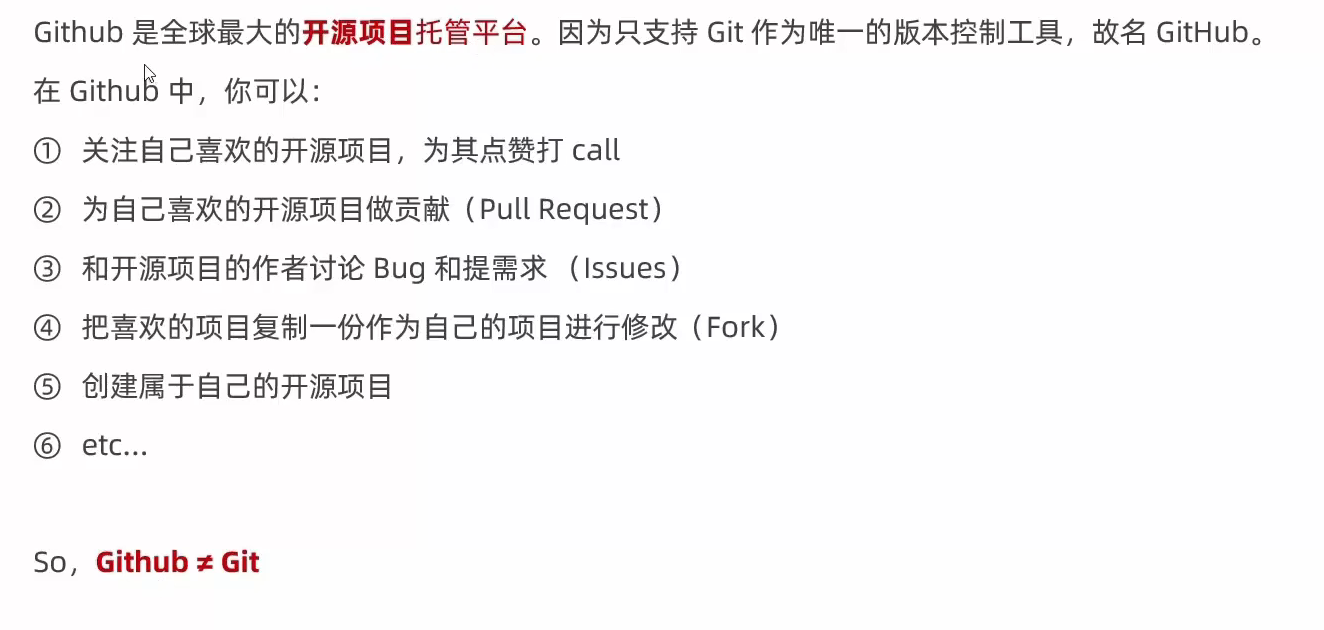 Github 是全球最大的开源项目托管平台。因为只支持 Git 作为唯一的版本控制工具，故名 GitHub。
在 Github 中，你可以：
① 关注自己喜欢的开源项目，为其点赞打 call
② 为自己喜欢的开源项目做贡献（Pull Request）
③ 和开源项目的作者讨论 Bug 和提需求 （Issues）
④ 把喜欢的项目复制一份作为自己的项目进行修改（Fork）
⑤ 创建属于自己的开源项目
⑥ etc...
So，Github ≠ Git